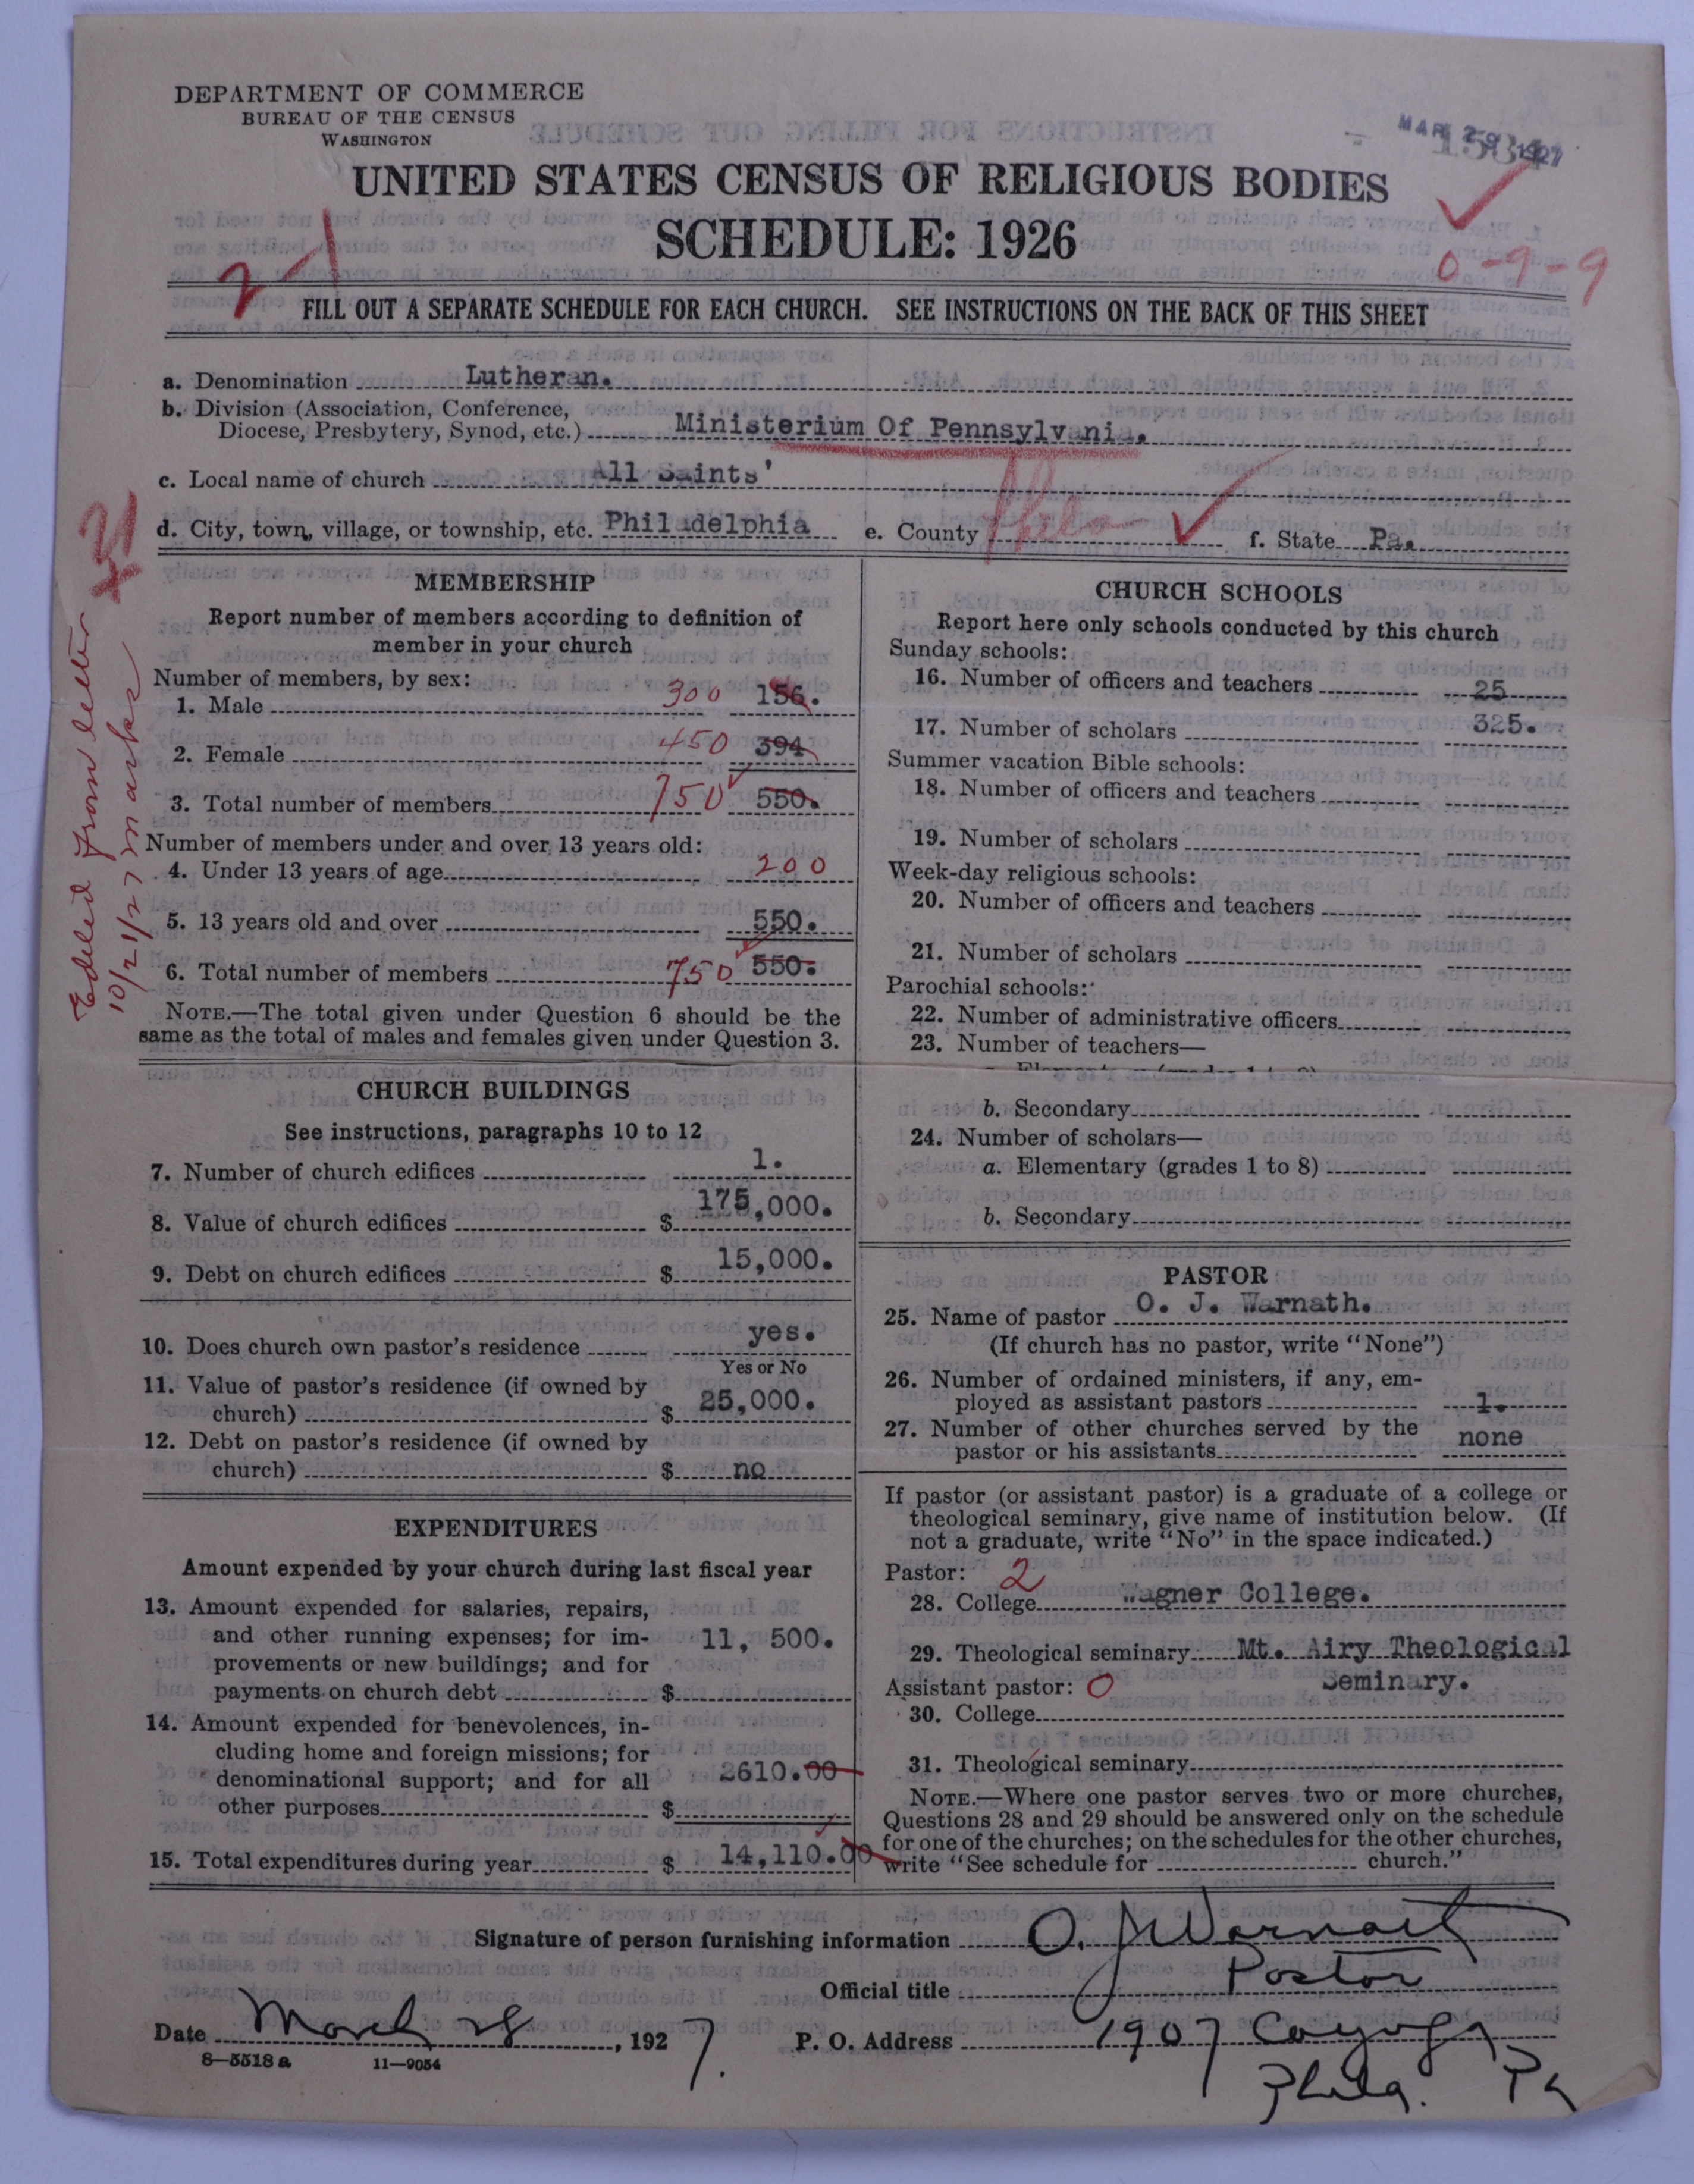 DEPARTMENT OF COMMERCE
BUREAU OF THE CENSUS
WASHINGTON
MAR 29 1927
UNITED STATES CENSUS OF RELIGIOUS BODIES
SCHEDULE: 1926
0-9-9
FILL OUT A SEPARATE SCHEDULE FOR EACH CHURCH. SEE INSTRUCTIONS ON THE BACK OF THIS SHEET
a. Denomination Lutheran.
b. Division (Association, Conference,
Diocese, Presbytery, Synod, etc.) Ministerium Of Pennsylvania.
c. Local name of church All Saints'
d. City, town, village, or township, etc. Philadelphia e. County Phila f. State Pa.
Edited from letter
10/21/27 M
MEMBERSHIP
Report number of members according to definition of
member in your church
Number of members, by sex:
1. Male 300 156.
2. Female 450 394
3. Total number of members 750 550.
Number of members under and over 13 years old:
4. Under 13 years of age 200
5. 13 years old and over 550.
6. Total number of members 750 550.
NOTE.—The total given under Question 6 should be the
same as the total of males and females given under Question 3.
CHURCH BUILDINGS
See instructions, paragraphs 10 to 12
7. Number of church edifices 1.
8. Value of church edifices $ 175,000.
9. Debt on church edifices $ 15,000.
10. Does church own pastor's residence yes.
Yes or No
11. Value of pastor's residence (if owned by
church) $ 25,000.
12. Debt on pastor's residence (if owned by
church) $ no
EXPENDITURES
Amount expended by your church during last fiscal year
13. Amount expended for salaries, repairs,
and other running expenses; for im-
provements or new buildings; and for
payments on church debt $ 11, 500.
14. Amount expended for benevolences, in-
cluding home and foreign missions; for
denominational support; and for all
other purposes $ 2610.00
15. Total expenditures during year $ 14,110.00
CHURCH SCHOOLS
Report here only schools conducted by this church
Sunday schools:
16. Number of officers and teachers 25
17. Number of scholars 325.
Summer vacation Bible schools:
18. Number of officers and teachers
19. Number of scholars
Week-day religious schools:
20. Number of officers and teachers
21. Number of scholars
Parochial schools:
22. Number of administrative officers
23. Number of teachers—
b. Secondary
24. Number of scholars—
a. Elementary (grades 1 to 8)
b. Secondary
PASTOR
25. Name of pastor O. J. Warnath.
(If church has no pastor, write "None")
26. Number of ordained ministers, if any, em-
ployed as assistant pastors 1.
27. Number of other churches served by the
pastor or his assistants none
If pastor (or assistant pastor) is a graduate of a college or
theological seminary, give name of institution below. (If
not a graduate, write "No" in the space indicated.)
Pastor: 2
28. College Wagner College.
29. Theological seminary Mt. Airy Theological
Seminary.
Assistant pastor: 0
30. College
31. Theological seminary
NOTE.—Where one pastor serves two or more churches,
Questions 28 and 29 should be answered only on the schedule
for one of the churches; on the schedules for the other churches,
write "See schedule for church."
Signature of person furnishing information O. J. Warnath
Official title Pastor
Date March 28, 1927. P. O. Address 1907 Cayuga
8—5518 a 11—9054
Phila. Pa